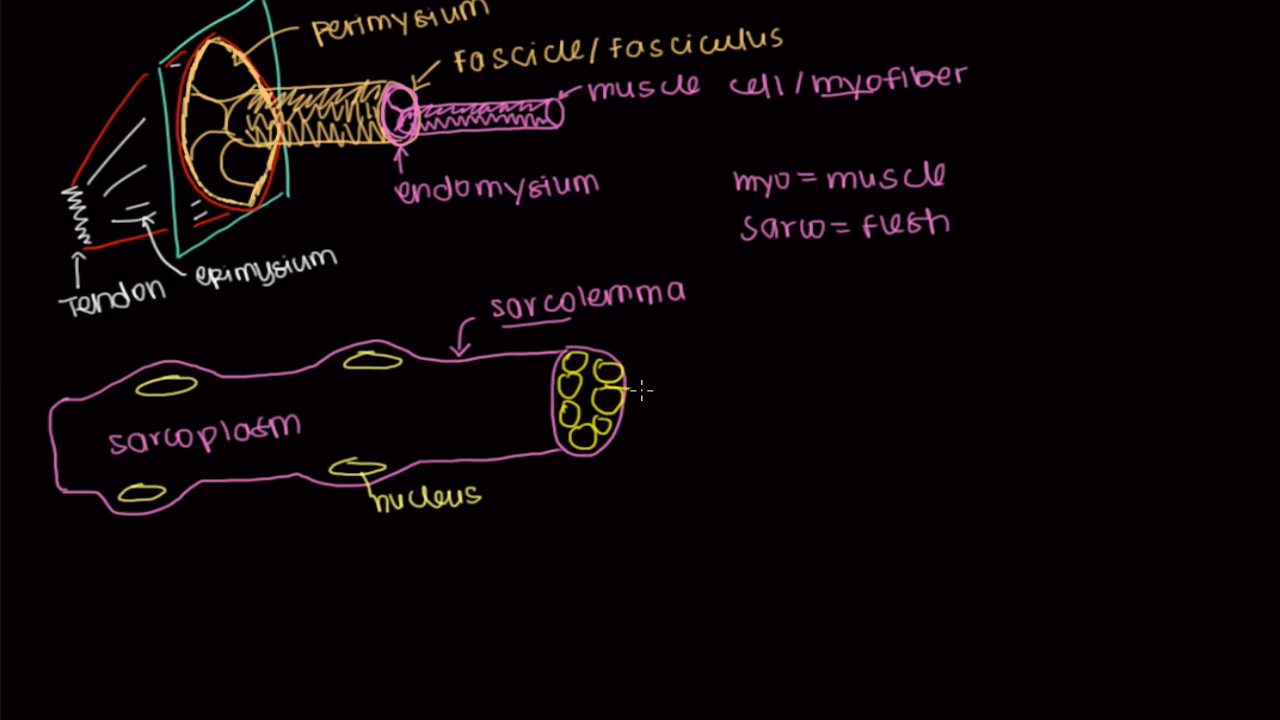 perimysium
fascicle/fasciculus
muscle cell/myofiber
endomysium
myo = muscle
sarco = flesh
epimysium
Tendon
sarcolemma
sarcoplasm
nucleus